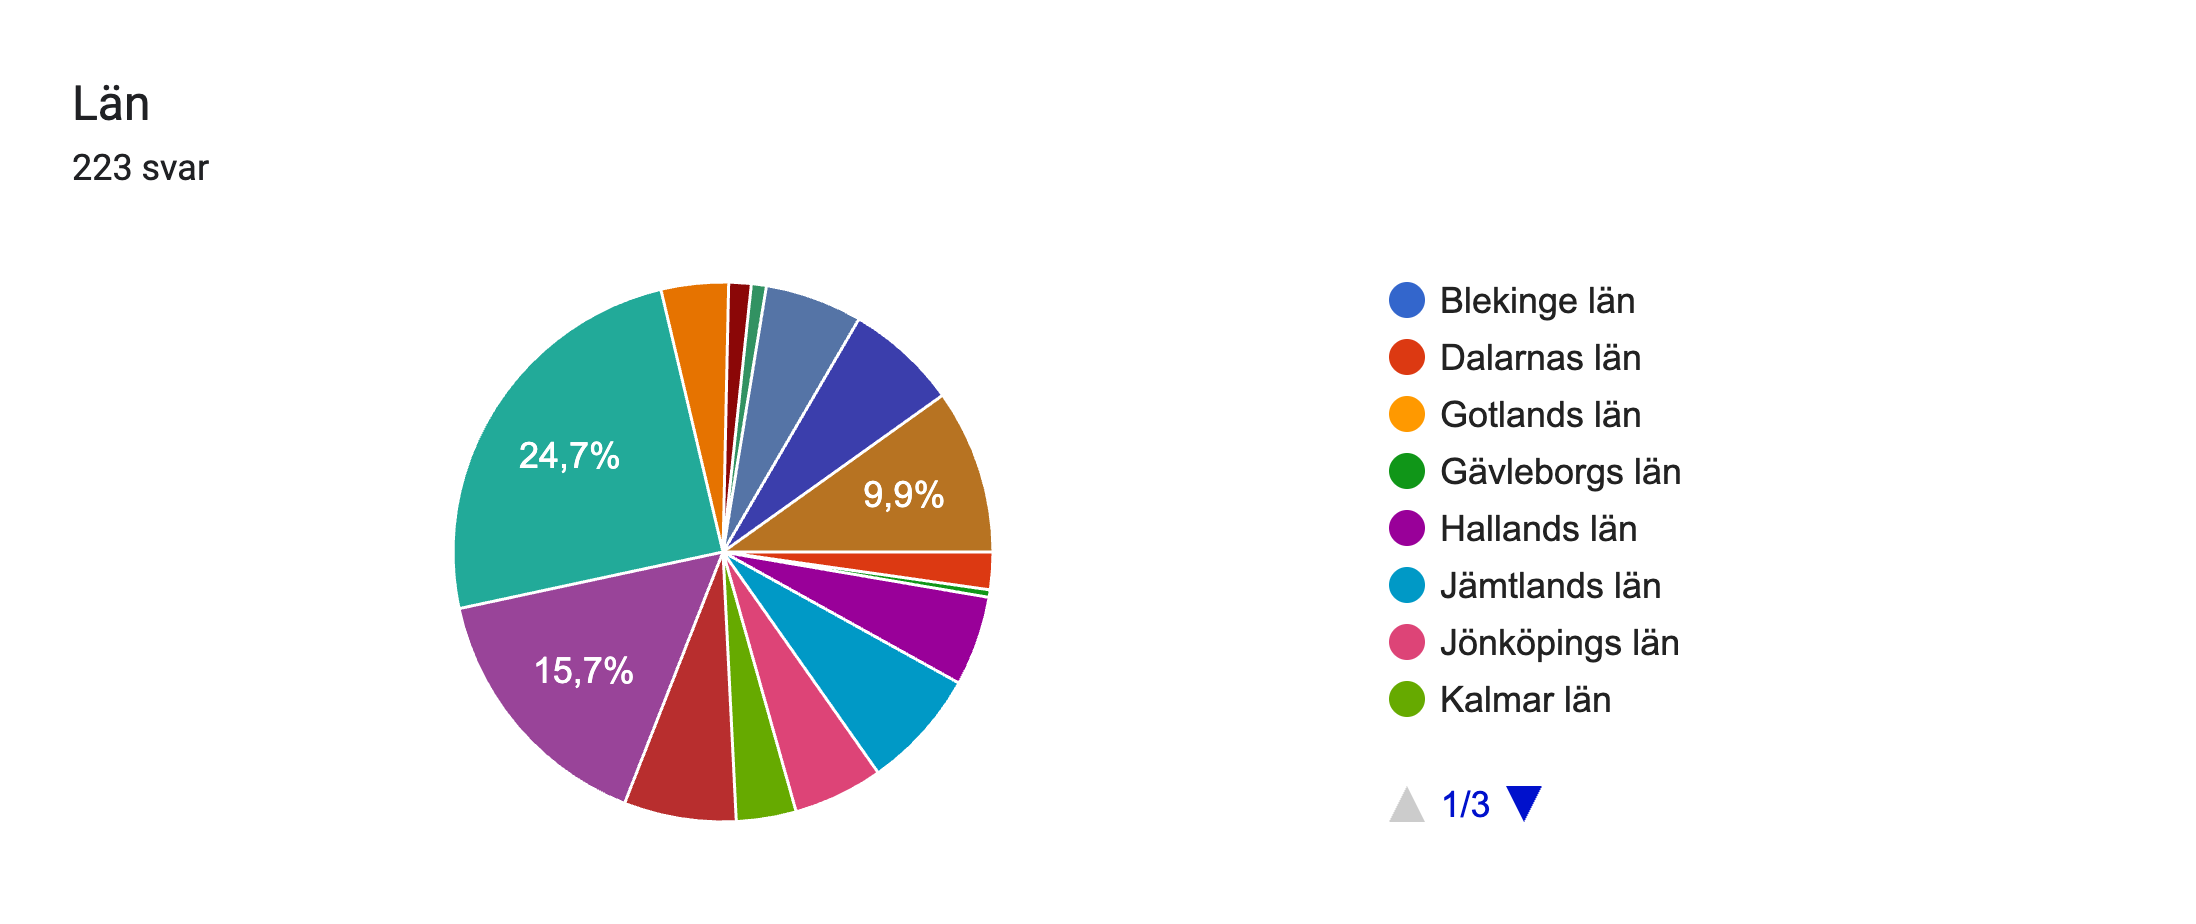 Län
223 svar
24,7%
9,9%
15,7%
Blekinge län
Dalarnas län
Gotlands län
Gävleborgs län
Hallands län
Jämtlands län
Jönköpings län
Kalmar län
1/3